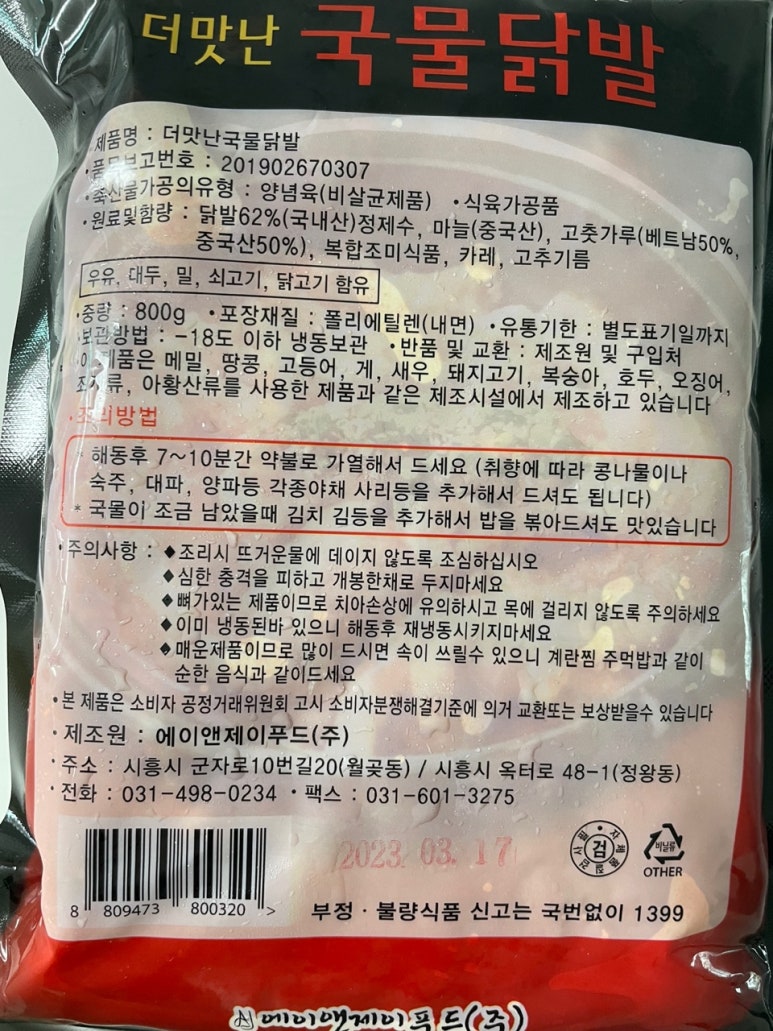 더맛난 국물닭발
· 제품명 : 더맛난국물닭발
· 품목보고번호 : 201902670307
· 축산물가공의유형 : 양념육(비살균제품) · 식육가공품
· 원료및함량 : 닭발62%(국내산)정제수, 마늘(중국산), 고춧가루(베트남50%,
중국산50%), 복합조미식품, 카레, 고추기름
우유, 대두, 밀, 쇠고기, 닭고기 함유
· 중량 : 800g · 포장재질 : 폴리에틸렌(내면) · 유통기한 : 별도표기일까지
· 보관방법 : -18도 이하 냉동보관 · 반품 및 교환 : 제조원 및 구입처
· 이 제품은 메밀, 땅콩, 고등어, 게, 새우, 돼지고기, 복숭아, 호두, 오징어,
조개류, 아황산류를 사용한 제품과 같은 제조시설에서 제조하고 있습니다
· 조리방법
* 해동후 7~10분간 약불로 가열해서 드세요 (취향에 따라 콩나물이나
숙주, 대파, 양파등 각종야채 사리등을 추가해서 드셔도 됩니다)
* 국물이 조금 남았을때 김치 김등을 추가해서 밥을 볶아드셔도 맛있습니다
· 주의사항 : ◆조리시 뜨거운물에 데이지 않도록 조심하십시오
◆심한 충격을 피하고 개봉한채로 두지마세요
◆뼈가있는 제품이므로 치아손상에 유의하시고 목에 걸리지 않도록 주의하세요
◆이미 냉동된바 있으니 해동후 재냉동시키지마세요
◆매운제품이므로 많이 드시면 속이 쓰릴수 있으니 계란찜 주먹밥과 같이
순한 음식과 같이드세요
· 본 제품은 소비자 공정거래위원회 고시 소비자분쟁해결기준에 의거 교환또는 보상받을수 있습니다
· 제조원 : 에이앤제이푸드(주)
· 주소 : 시흥시 군자로10번길20(월곶동) / 시흥시 옥터로 48-1(정왕동)
· 전화 : 031-498-0234 · 팩스 : 031-601-3275
2023. 03. 17
검
비닐류
OTHER
8 809473 800320 >
부정 · 불량식품 신고는 국번없이 1399
에이앤제이푸드(주)